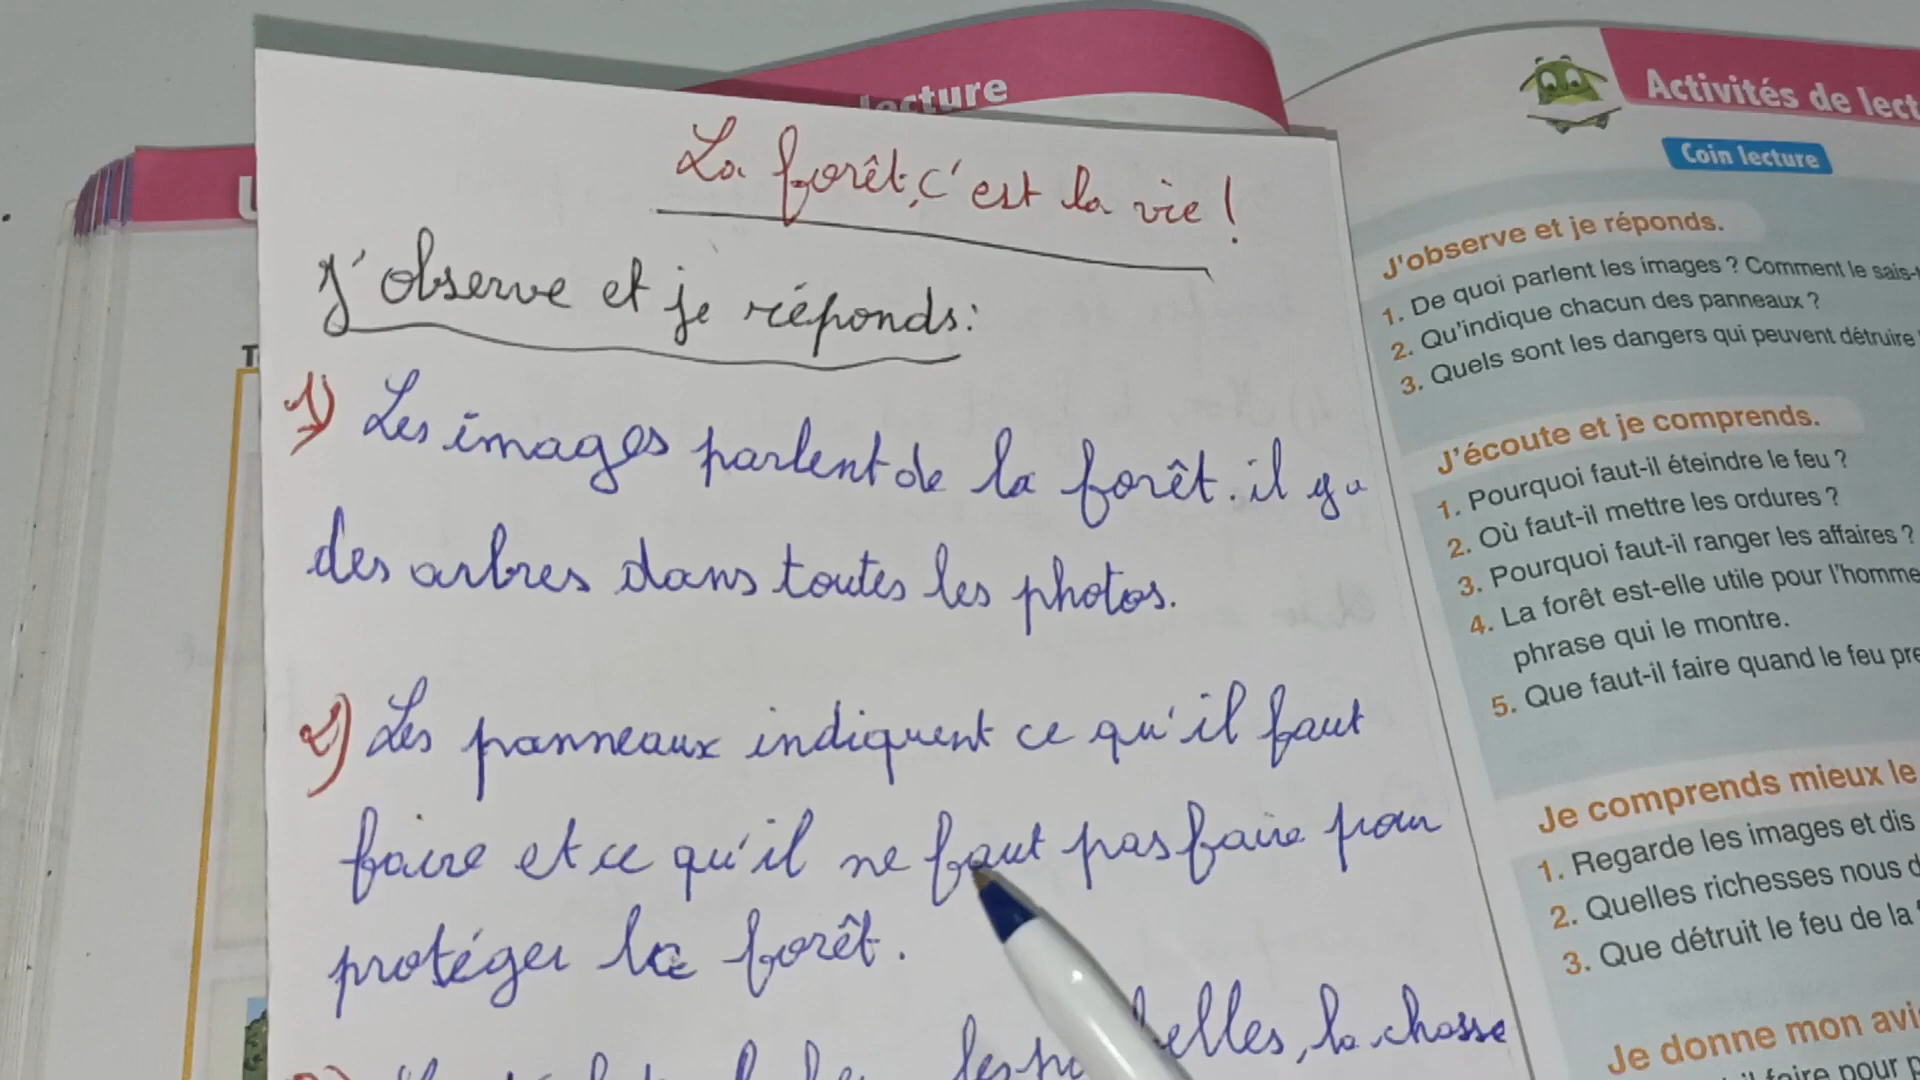 La forêt, c'est la vie !
J'observe et je réponds :
1) Les images parlent de la forêt. il y a
des arbres dans toutes les photos.
2) Les panneaux indiquent ce qu'il faut
faire et ce qu'il ne faut pas faire pour
protéger la forêt.
elles, la chasse
lecture
Activités de lect
Coin lecture
J'observe et je réponds.
1. De quoi parlent les images ? Comment le sais-
2. Qu'indique chacun des panneaux ?
3. Quels sont les dangers qui peuvent détruire
J'écoute et je comprends.
1. Pourquoi faut-il éteindre le feu ?
2. Où faut-il mettre les ordures ?
3. Pourquoi faut-il ranger les affaires ?
4. La forêt est-elle utile pour l'homme
phrase qui le montre.
5. Que faut-il faire quand le feu pre
Je comprends mieux le
1. Regarde les images et dis
2. Quelles richesses nous d
3. Que détruit le feu de la
Je donne mon avi
faire pour p